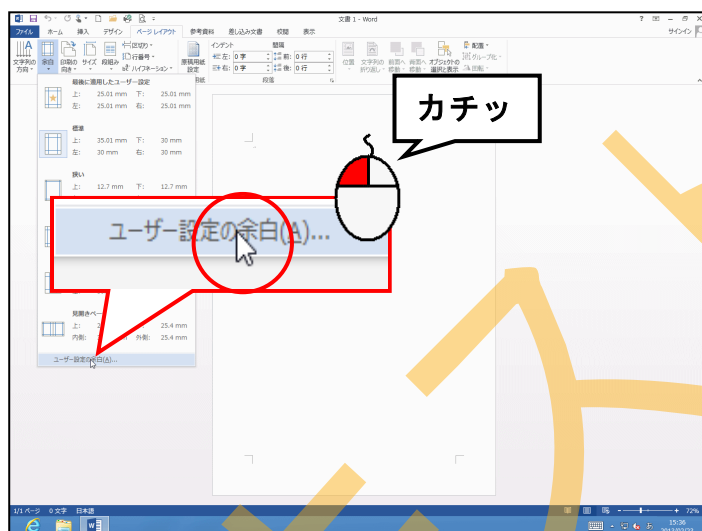 文書 1 - Word
サインイン
ファイル ホーム 挿入 デザイン ページ レイアウト 参考資料 差し込み文書 校閲 表示
文字列の方向 余白 印刷の向き サイズ 段組み
区切り
行番号
ハイフネーション
原稿用紙設定
インデント 間隔
左: 0 字 前: 0 行
右: 0 字 後: 0 行
段落
位置 文字列の折り返し 前面へ移動 背面へ移動 オブジェクトの選択と表示
配置
グループ化
回転
最後に適用したユーザー設定
上: 25.01 mm 下: 25.01 mm
左: 25.01 mm 右: 25.01 mm
標準
上: 35.01 mm 下: 30 mm
左: 30 mm 右: 30 mm
狭い
上: 12.7 mm 下: 12.7 mm
カチッ
ユーザー設定の余白(A)...
見開きペー
上: 25.4 mm
内側: 外側: 25.4 mm
ユーザー設定の余白(A)...
1/1 ページ 0 文字 日本語
72%
15:36